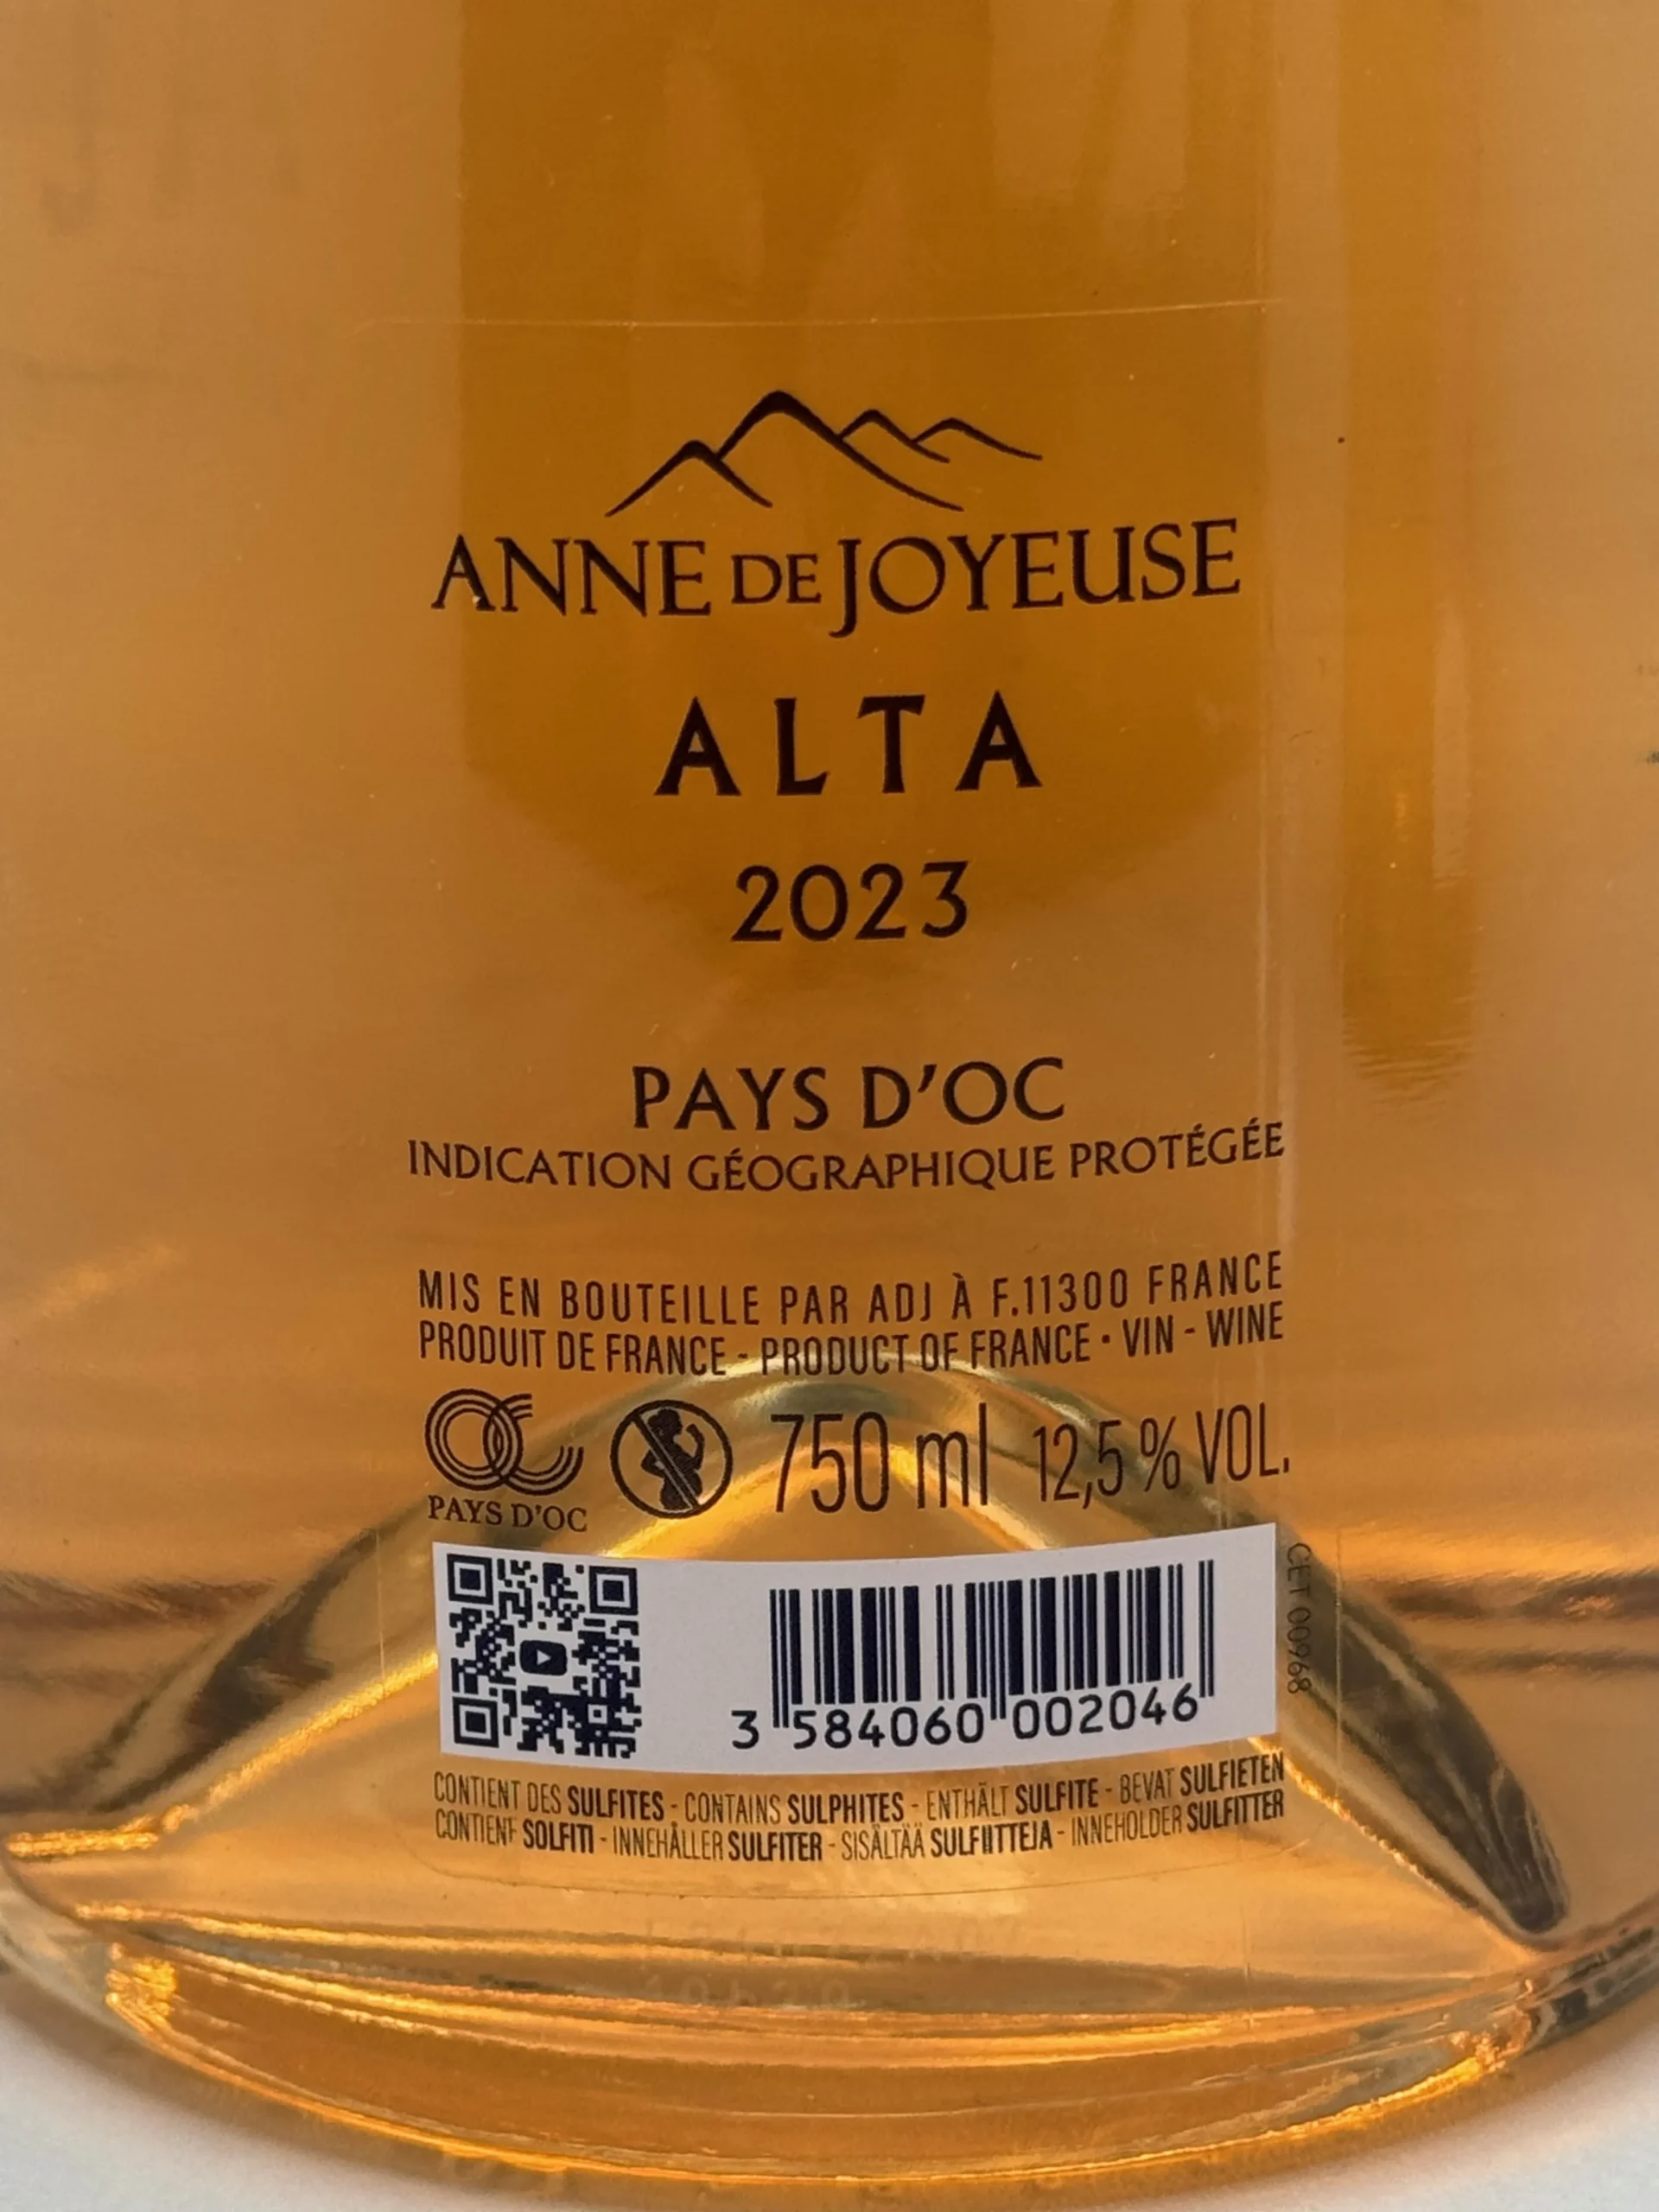 ANNE DE JOYEUSE
ALTA
2023
PAYS D'OC
INDICATION GÉOGRAPHIQUE PROTÉGÉE
MIS EN BOUTEILLE PAR ADJ À F.11300 FRANCE
PRODUIT DE FRANCE - PRODUCT OF FRANCE • VIN - WINE
OC
PAYS D'OC
750 ml 12,5 % VOL.
CET 00968
3 584060 002046
CONTIENT DES SULFITES - CONTAINS SULPHITES - ENTHÄLT SULFITE - BEVAT SULFIETEN
CONTIENE SOLFITI - INNEHÅLLER SULFITER - SISÄLTÄÄ SULFIITTEJA - INNEHOLDER SULFITTER